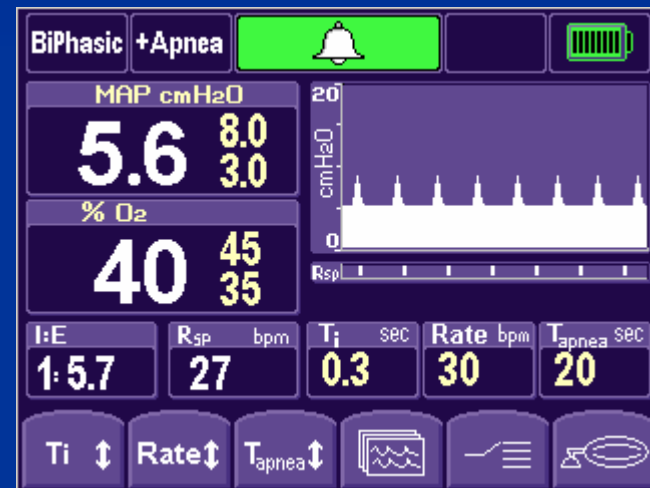 BiPhasic +Apnea
MAP cmH2O
5.6 8.0
3.0
20
cmH2O
0
% O2
40 45
35
Rsp
I:E
1:5.7
Rsp bpm
27
Ti sec
0.3
Rate bpm
30
Tapnea sec
20
Ti
Rate
Tapnea